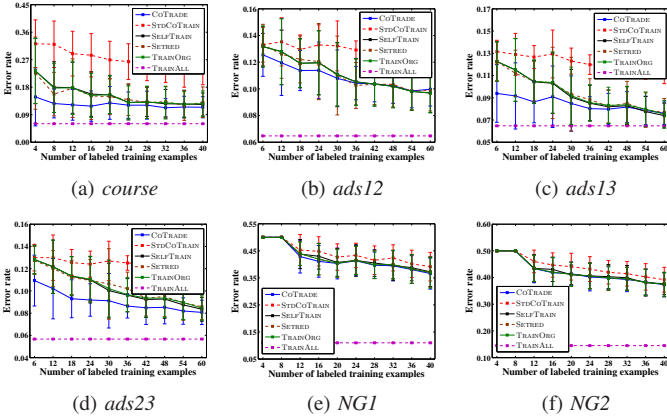 0.45
0.36
0.27
0.18
0.09
0.00
Error rate
4 8 12 16 20 24 28 32 36 40
Number of labeled training examples
COTRADE
STDCOTRAIN
SELFTRAIN
SETRED
TRAINORG
TRAINALL
(a) course
0.16
0.14
0.12
0.10
0.08
0.06
Error rate
6 12 18 24 30 36 42 48 54 60
Number of labeled training examples
COTRADE
STDCOTRAIN
SELFTRAIN
SETRED
TRAINORG
TRAINALL
(b) ads12
0.17
0.15
0.13
0.11
0.09
0.07
0.05
Error rate
6 12 18 24 30 36 42 48 54 60
Number of labeled training examples
COTRADE
STDCOTRAIN
SELFTRAIN
SETRED
TRAINORG
TRAINALL
(c) ads13
0.16
0.14
0.12
0.10
0.08
0.06
0.04
Error rate
6 12 18 24 30 36 42 48 54 60
Number of labeled training examples
COTRADE
STDCOTRAIN
SELFTRAIN
SETRED
TRAINORG
TRAINALL
(d) ads23
0.55
0.45
0.35
0.25
0.15
0.05
Error rate
4 8 12 16 20 24 28 32 36 40
Number of labeled training examples
COTRADE
STDCOTRAIN
SELFTRAIN
SETRED
TRAINORG
TRAINALL
(e) NG1
0.60
0.50
0.40
0.30
0.20
0.10
Error rate
4 8 12 16 20 24 28 32 36 40
Number of labeled training examples
COTRADE
STDCOTRAIN
SELFTRAIN
SETRED
TRAINORG
TRAINALL
(f) NG2